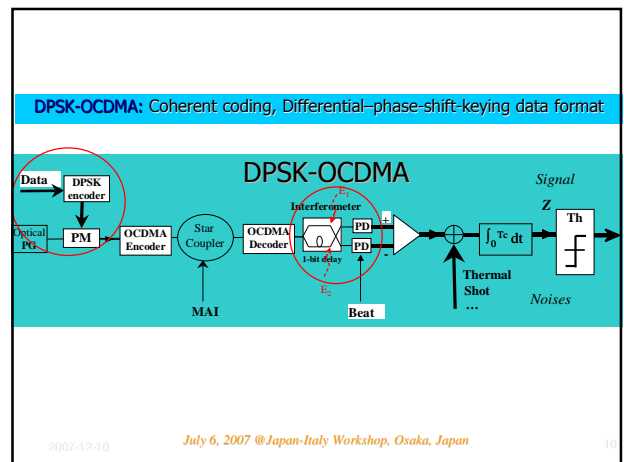 DPSK-OCDMA: Coherent coding, Differential–phase-shift-keying data format
DPSK-OCDMA
Data
DPSK
encoder
Optical
PG
PM
OCDMA
Encoder
Star
Coupler
MAI
OCDMA
Decoder
Interferometer
E1
1-bit delay
E2
PD
PD
+
-
Beat
Thermal
Shot
...
∫0Tc dt
Signal
Z
Th
Noises
2007-12-10
July 6, 2007 @Japan-Italy Workshop, Osaka, Japan
10